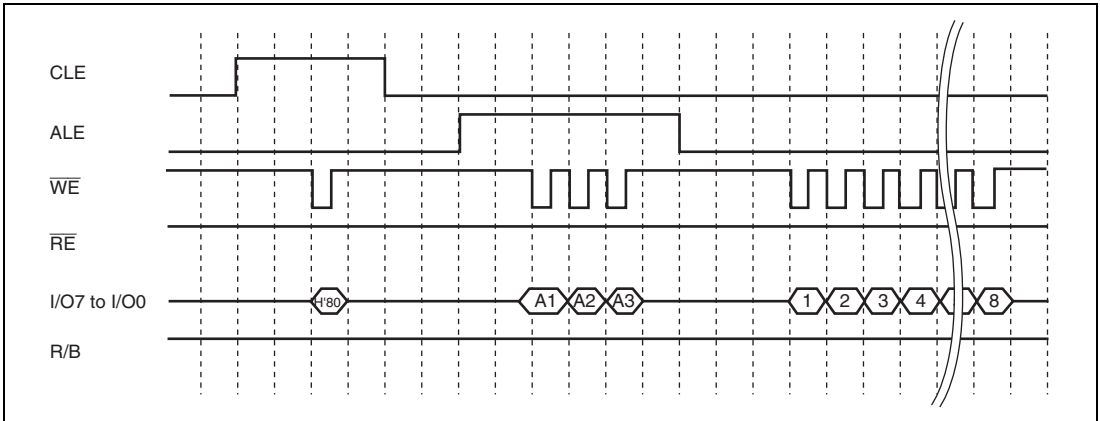 CLE
ALE
WE
RE
I/O7 to I/O0 H'80 A1 A2 A3 1 2 3 4 8
R/B